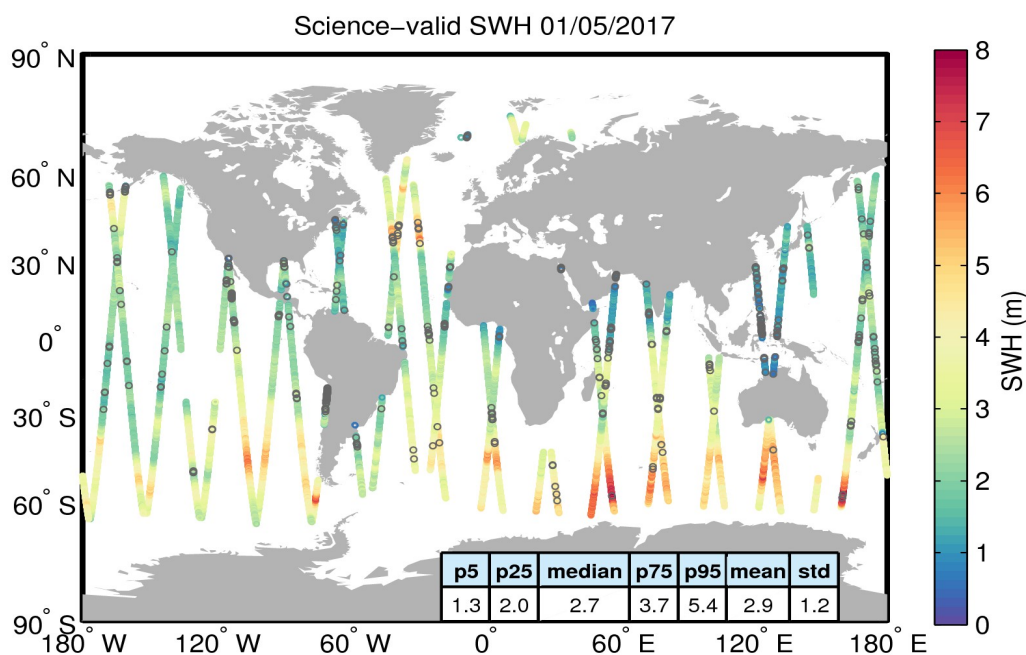 Science–valid SWH 01/05/2017
90° N
60° N
30° N
0°
30° S
60° S
90° S
180° W
120° W
60° W
0°
60° E
120° E
180° E
p5 p25 median p75 p95 mean std
1.3 2.0 2.7 3.7 5.4 2.9 1.2
8
7
6
5
4
3
2
1
0
SWH (m)